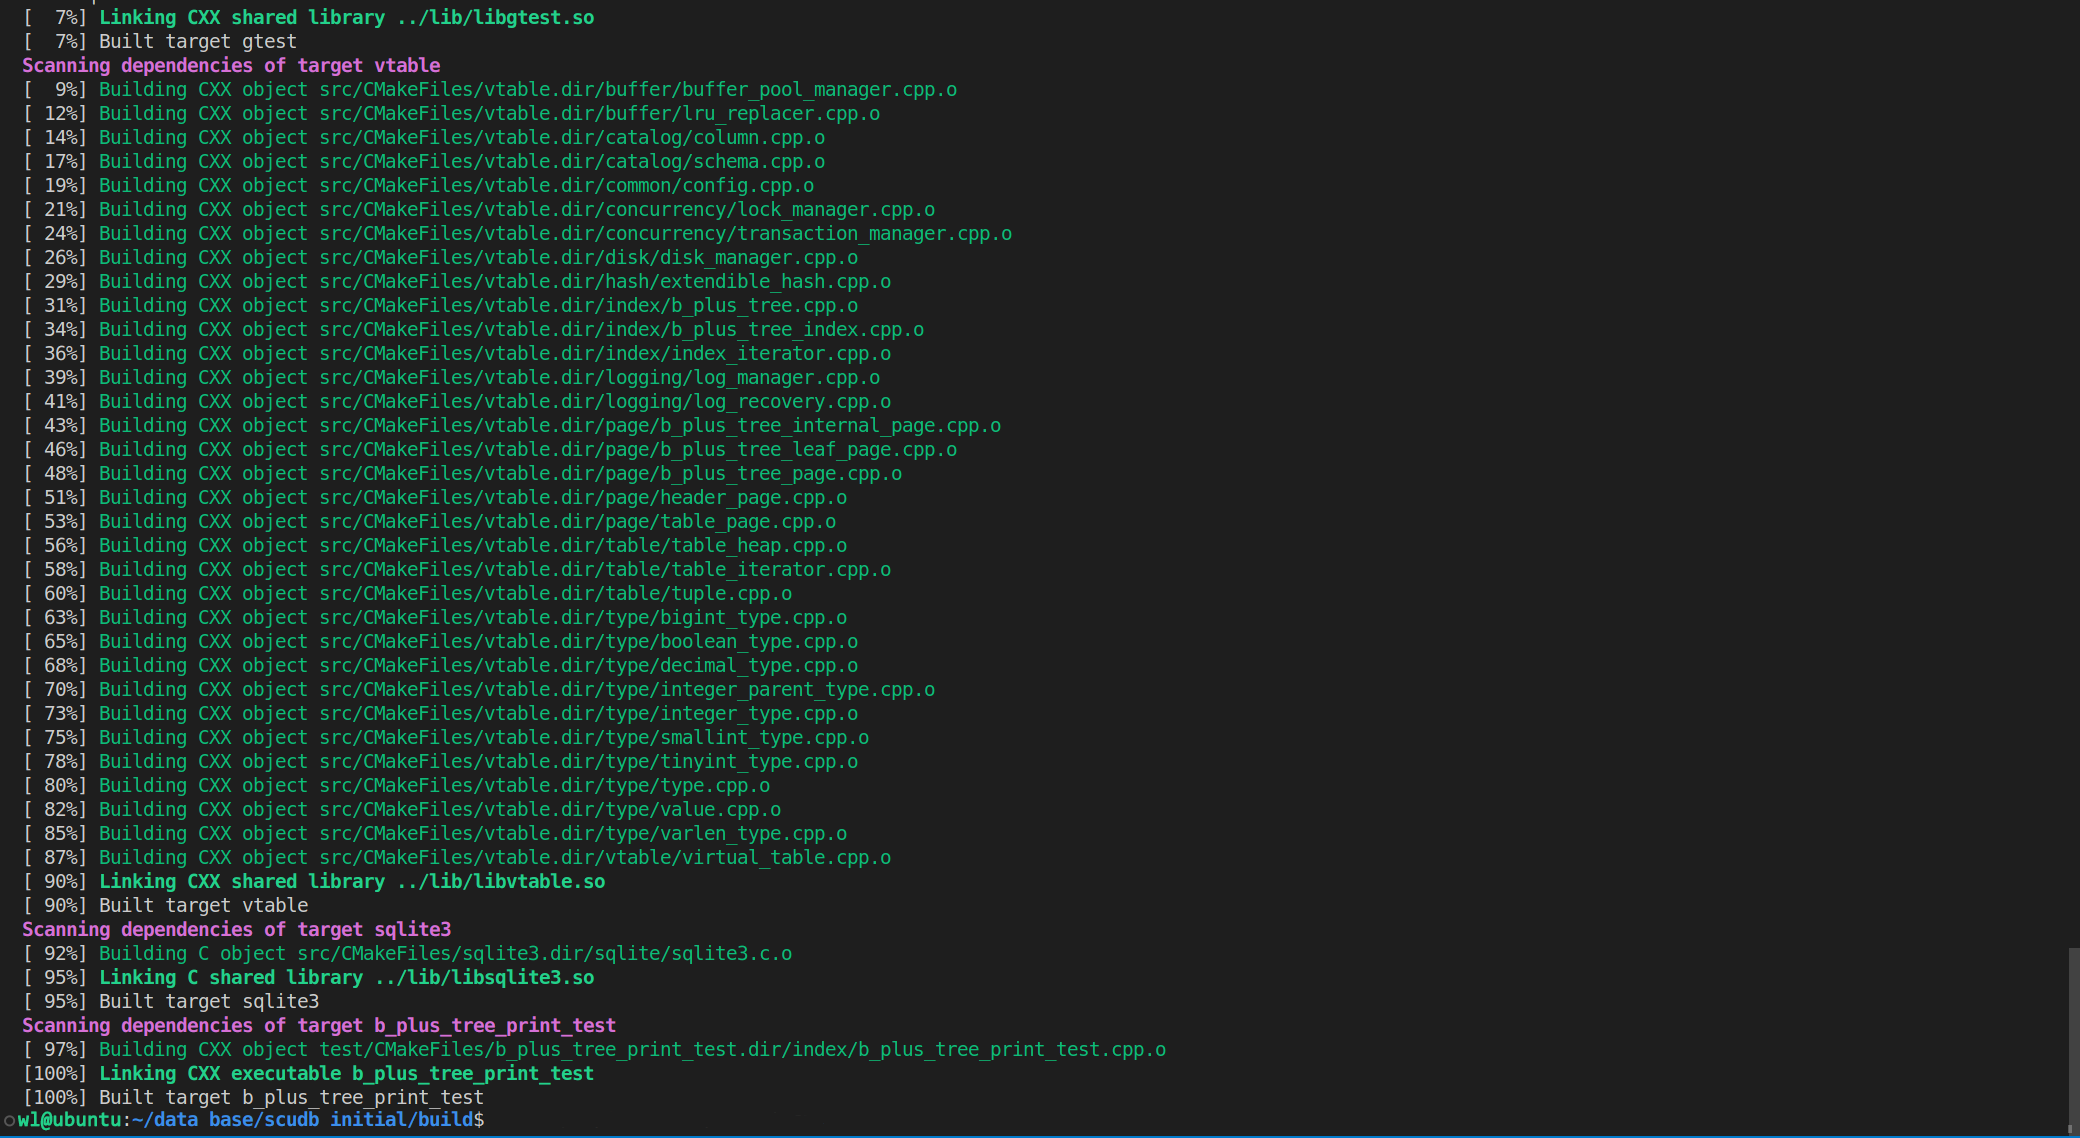 [  7%] Linking CXX shared library ../lib/libgtest.so
[  7%] Built target gtest
Scanning dependencies of target vtable
[  9%] Building CXX object src/CMakeFiles/vtable.dir/buffer/buffer_pool_manager.cpp.o
[ 12%] Building CXX object src/CMakeFiles/vtable.dir/buffer/lru_replacer.cpp.o
[ 14%] Building CXX object src/CMakeFiles/vtable.dir/catalog/column.cpp.o
[ 17%] Building CXX object src/CMakeFiles/vtable.dir/catalog/schema.cpp.o
[ 19%] Building CXX object src/CMakeFiles/vtable.dir/common/config.cpp.o
[ 21%] Building CXX object src/CMakeFiles/vtable.dir/concurrency/lock_manager.cpp.o
[ 24%] Building CXX object src/CMakeFiles/vtable.dir/concurrency/transaction_manager.cpp.o
[ 26%] Building CXX object src/CMakeFiles/vtable.dir/disk/disk_manager.cpp.o
[ 29%] Building CXX object src/CMakeFiles/vtable.dir/hash/extendible_hash.cpp.o
[ 31%] Building CXX object src/CMakeFiles/vtable.dir/index/b_plus_tree.cpp.o
[ 34%] Building CXX object src/CMakeFiles/vtable.dir/index/b_plus_tree_index.cpp.o
[ 36%] Building CXX object src/CMakeFiles/vtable.dir/index/index_iterator.cpp.o
[ 39%] Building CXX object src/CMakeFiles/vtable.dir/logging/log_manager.cpp.o
[ 41%] Building CXX object src/CMakeFiles/vtable.dir/logging/log_recovery.cpp.o
[ 43%] Building CXX object src/CMakeFiles/vtable.dir/page/b_plus_tree_internal_page.cpp.o
[ 46%] Building CXX object src/CMakeFiles/vtable.dir/page/b_plus_tree_leaf_page.cpp.o
[ 48%] Building CXX object src/CMakeFiles/vtable.dir/page/b_plus_tree_page.cpp.o
[ 51%] Building CXX object src/CMakeFiles/vtable.dir/page/header_page.cpp.o
[ 53%] Building CXX object src/CMakeFiles/vtable.dir/page/table_page.cpp.o
[ 56%] Building CXX object src/CMakeFiles/vtable.dir/table/table_heap.cpp.o
[ 58%] Building CXX object src/CMakeFiles/vtable.dir/table/table_iterator.cpp.o
[ 60%] Building CXX object src/CMakeFiles/vtable.dir/table/tuple.cpp.o
[ 63%] Building CXX object src/CMakeFiles/vtable.dir/type/bigint_type.cpp.o
[ 65%] Building CXX object src/CMakeFiles/vtable.dir/type/boolean_type.cpp.o
[ 68%] Building CXX object src/CMakeFiles/vtable.dir/type/decimal_type.cpp.o
[ 70%] Building CXX object src/CMakeFiles/vtable.dir/type/integer_parent_type.cpp.o
[ 73%] Building CXX object src/CMakeFiles/vtable.dir/type/integer_type.cpp.o
[ 75%] Building CXX object src/CMakeFiles/vtable.dir/type/smallint_type.cpp.o
[ 78%] Building CXX object src/CMakeFiles/vtable.dir/type/tinyint_type.cpp.o
[ 80%] Building CXX object src/CMakeFiles/vtable.dir/type/type.cpp.o
[ 82%] Building CXX object src/CMakeFiles/vtable.dir/type/value.cpp.o
[ 85%] Building CXX object src/CMakeFiles/vtable.dir/type/varlen_type.cpp.o
[ 87%] Building CXX object src/CMakeFiles/vtable.dir/vtable/virtual_table.cpp.o
[ 90%] Linking CXX shared library ../lib/libvtable.so
[ 90%] Built target vtable
Scanning dependencies of target sqlite3
[ 92%] Building C object src/CMakeFiles/sqlite3.dir/sqlite/sqlite3.c.o
[ 95%] Linking C shared library ../lib/libsqlite3.so
[ 95%] Built target sqlite3
Scanning dependencies of target b_plus_tree_print_test
[ 97%] Building CXX object test/CMakeFiles/b_plus_tree_print_test.dir/index/b_plus_tree_print_test.cpp.o
[100%] Linking CXX executable b_plus_tree_print_test
[100%] Built target b_plus_tree_print_test
wl@ubuntu:~/data base/scudb initial/build$